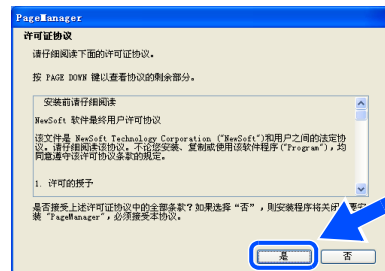 PageManager
许可证协议
请仔细阅读下面的许可证协议。
按 PAGE DOWN 键以查看协议的剩余部分。
安装前请仔细阅读
NewSoft 软件最终用户许可协议
该文件是 NewSoft Technology Corporation ("NewSoft")和用户之间的法定协
议。请仔细阅读该协议。不论您安装、复制或使用该软件程序("Program")，均
同意遵守该许可协议条款的规定。
1. 许可的授予
是否接受上述许可证协议中的全部条款？如果选择“否”，则安装程序将关闭
装 "PageManager"，必须接受本协议。
是
否